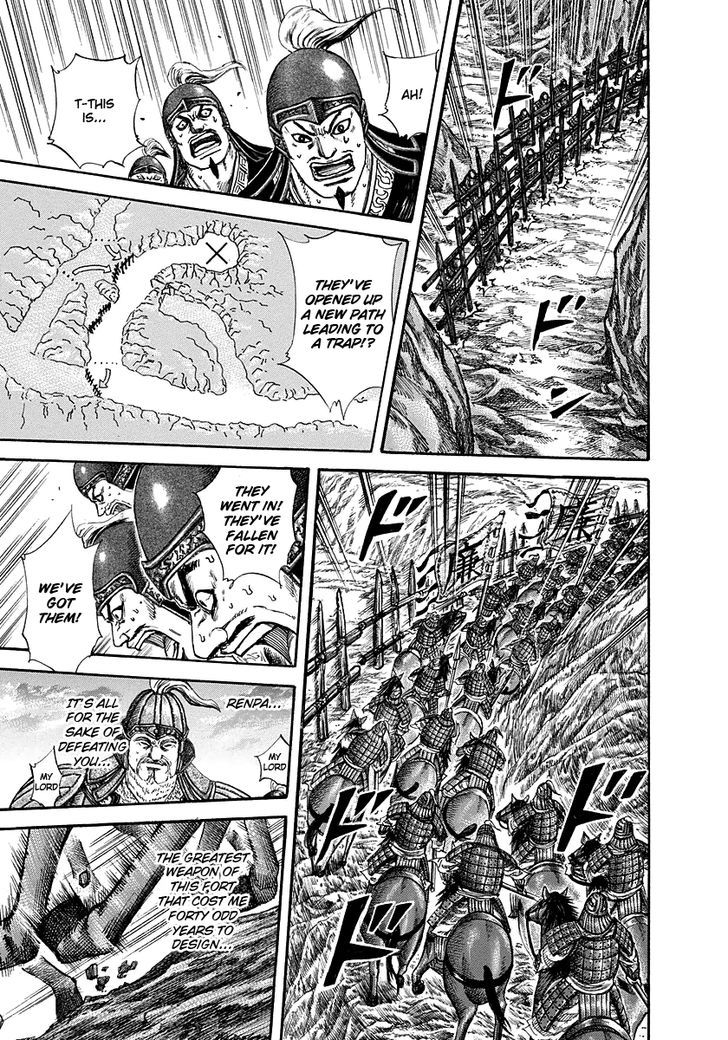 ドドン
AH!
T-THIS
IS...
THEY'VE
OPENED UP
A NEW PATH
LEADING TO
A TRAP!?
ド
廉
廉
ド
ド
ド
THEY
WENT IN!
THEY'VE
FALLEN
FOR IT!
WE'VE
GOT
THEM!
RENPA...
IT'S ALL
FOR THE
SAKE OF
DEFEATING
YOU...
MY
LORD
MY
LORD
THE GREATEST
WEAPON OF
THIS FORT
THAT COST ME
FORTY ODD
YEARS TO
DESIGN...